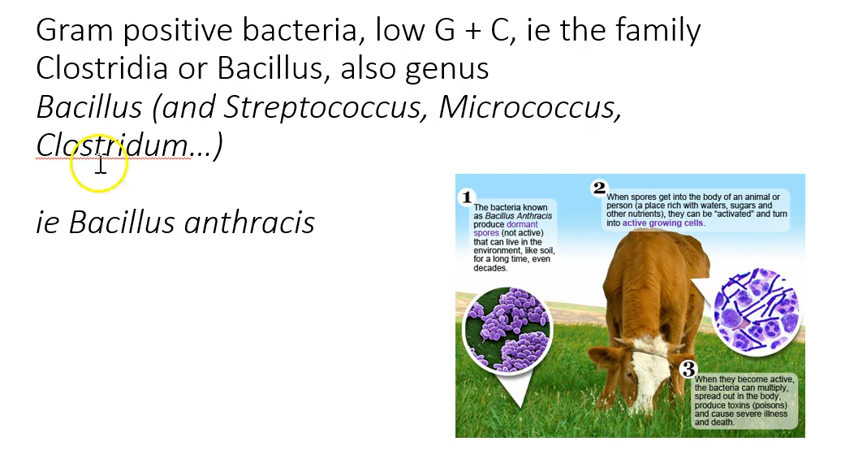 Gram positive bacteria, low G + C, ie the family
Clostridia or Bacillus, also genus
Bacillus (and Streptococcus, Micrococcus,
Clostridum...)
ie Bacillus anthracis
1
The bacteria known
as Bacillus Anthracis
produce dormant
spores (not active)
that can live in the
environment, like soil,
for a long time, even
decades.
2
When spores get into the body of an animal or
person (a place rich with waters, sugars and
other nutrients), they can be "activated" and turn
into active growing cells.
3
When they become active,
the bacteria can multiply,
spread out in the body,
produce toxins (poisons)
and cause severe illness
and death.